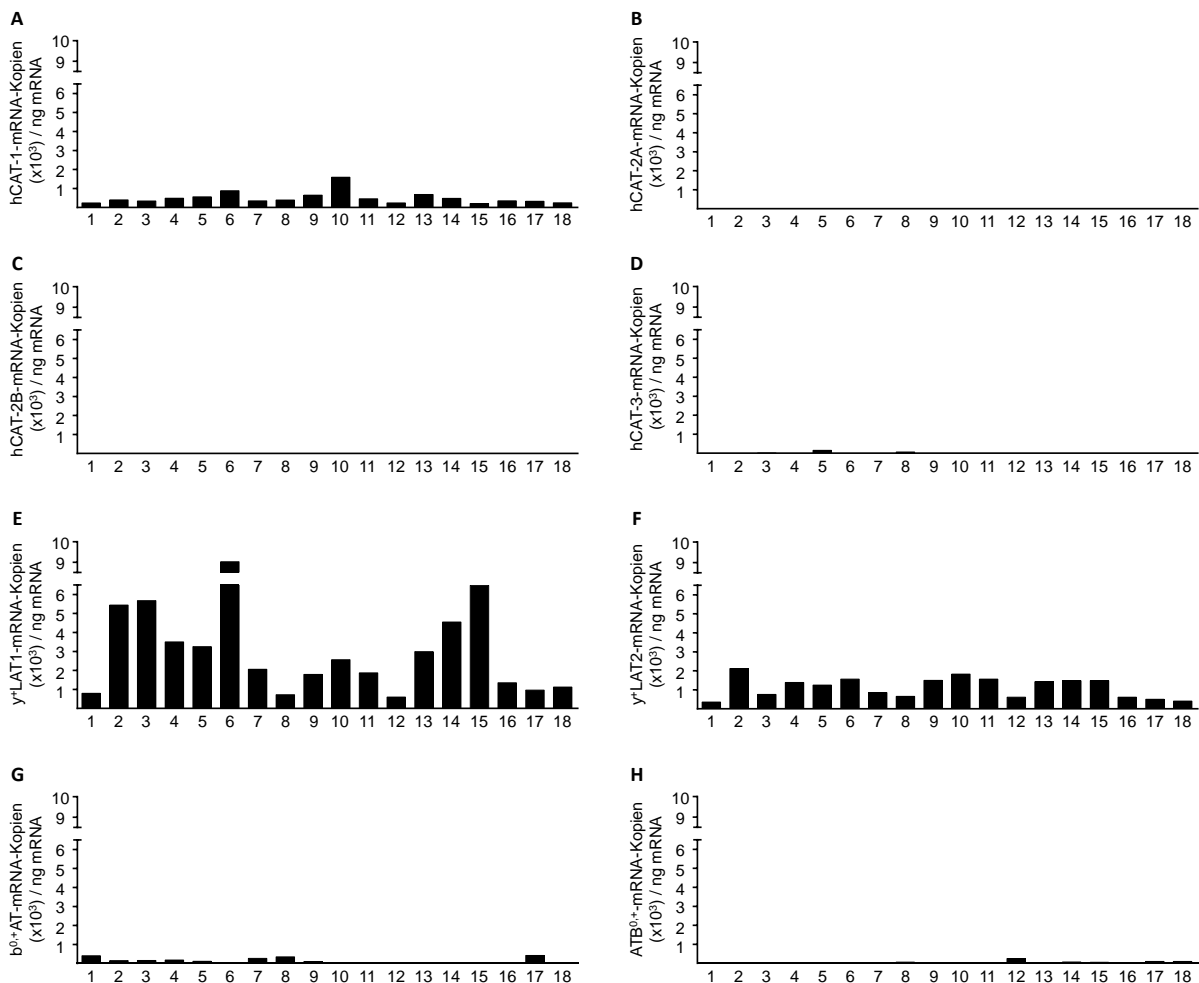 A
hCAT-1-mRNA-Kopien
(x10³) / ng mRNA
10
9
6
5
4
3
2
1
1 2 3 4 5 6 7 8 9 10 11 12 13 14 15 16 17 18
B
hCAT-2A-mRNA-Kopien
(x10³) / ng mRNA
10
9
6
5
4
3
2
1
1 2 3 4 5 6 7 8 9 10 11 12 13 14 15 16 17 18
C
hCAT-2B-mRNA-Kopien
(x10³) / ng mRNA
10
9
6
5
4
3
2
1
1 2 3 4 5 6 7 8 9 10 11 12 13 14 15 16 17 18
D
hCAT-3-mRNA-Kopien
(x10³) / ng mRNA
10
9
6
5
4
3
2
1
1 2 3 4 5 6 7 8 9 10 11 12 13 14 15 16 17 18
E
y⁺LAT1-mRNA-Kopien
(x10³) / ng mRNA
10
9
6
5
4
3
2
1
1 2 3 4 5 6 7 8 9 10 11 12 13 14 15 16 17 18
F
y⁺LAT2-mRNA-Kopien
(x10³) / ng mRNA
10
9
6
5
4
3
2
1
1 2 3 4 5 6 7 8 9 10 11 12 13 14 15 16 17 18
G
b⁰,⁺AT-mRNA-Kopien
(x10³) / ng mRNA
10
9
6
5
4
3
2
1
1 2 3 4 5 6 7 8 9 10 11 12 13 14 15 16 17 18
H
ATB⁰,⁺-mRNA-Kopien
(x10³) / ng mRNA
10
9
6
5
4
3
2
1
1 2 3 4 5 6 7 8 9 10 11 12 13 14 15 16 17 18